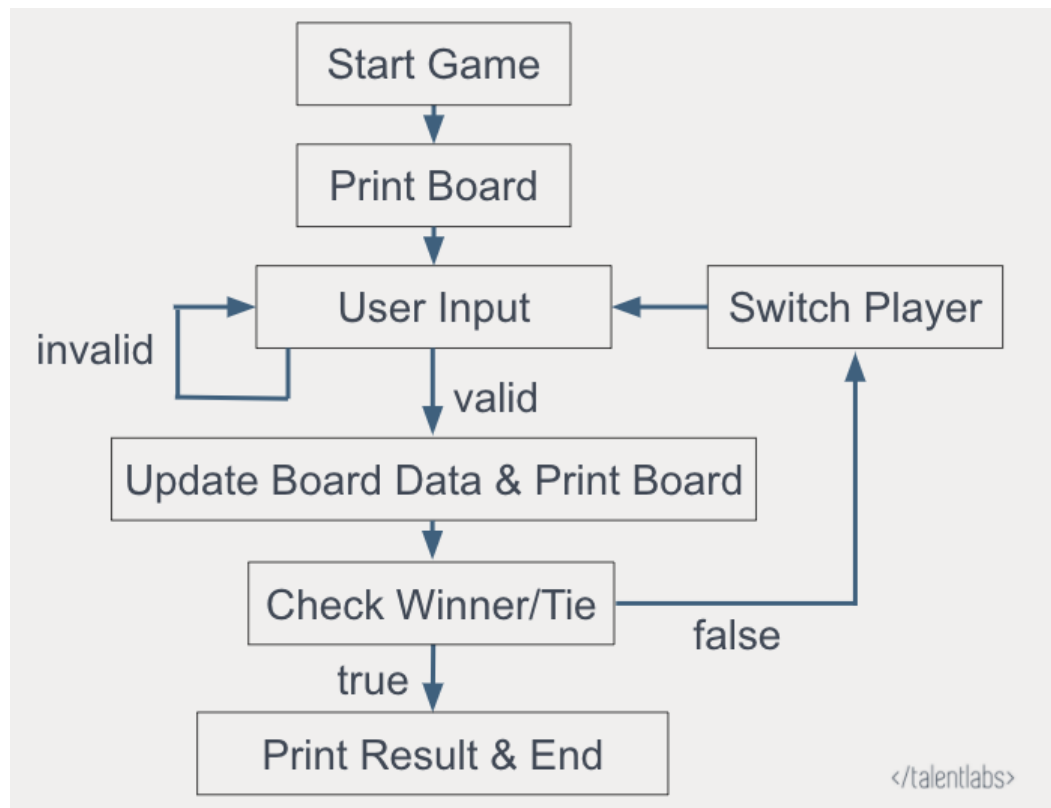 Start Game
Print Board
User Input
Switch Player
invalid
valid
Update Board Data & Print Board
Check Winner/Tie
false
true
Print Result & End
</talentlabs>